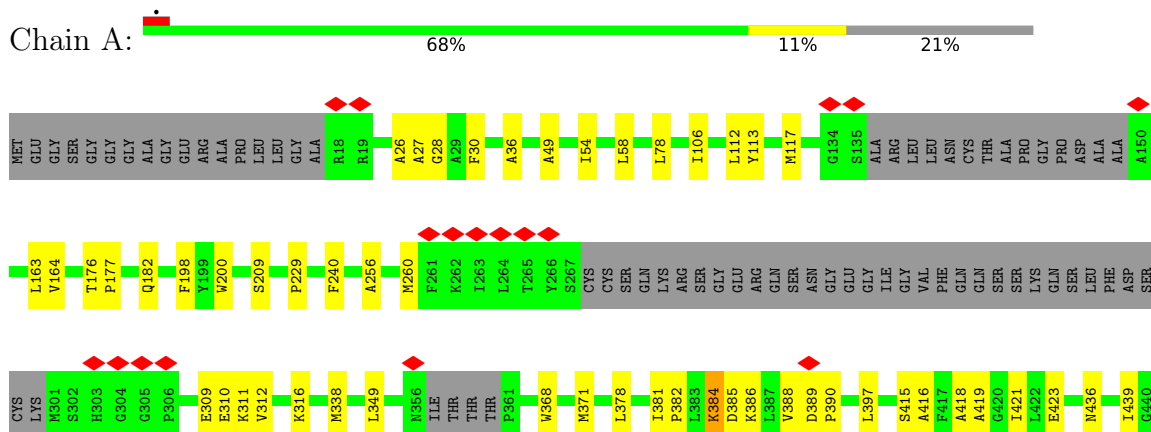 Chain A:
68% 11% 21%
MET GLU GLY SER GLY GLY GLY ALA GLY GLU ARG ALA PRO LEU LEU GLY ALA R18 R19 A26 A27 G28 A29 F30 A36 A49 I54 L58 L78 I106 L112 Y113 M117 G134 S135 ALA ARG LEU LEU ASN CYS THR ALA PRO GLY PRO ASP ALA ALA A150
L163 V164 T176 P177 Q182 F198 Y199 W200 S209 P229 F240 A256 M260 F261 K262 I263 L264 T265 Y266 S267 CYS CYS SER GLN LYS ARG SER GLY GLU ARG GLN SER ASN GLY GLU GLY ILE GLY VAL PHE GLN GLN SER SER LYS GLN SER LEU PHE ASP SER
CYS LYS M301 S302 H303 G304 G305 P306 E309 E310 K311 V312 K316 M338 L349 N356 ILE THR THR THR P361 W368 M371 L378 I381 P382 L383 K384 D385 K386 L387 V388 D389 P390 L397 S415 A416 F417 A418 A419 G420 I421 L422 E423 N436 I439 G440